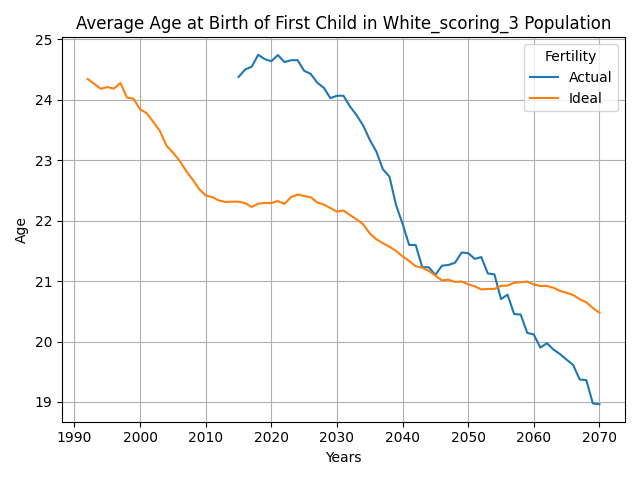 Average Age at Birth of First Child in White_scoring_3 Population
25
24
23
22
21
20
19
Age
Fertility
Actual
Ideal
1990 2000 2010 2020 2030 2040 2050 2060 2070
Years